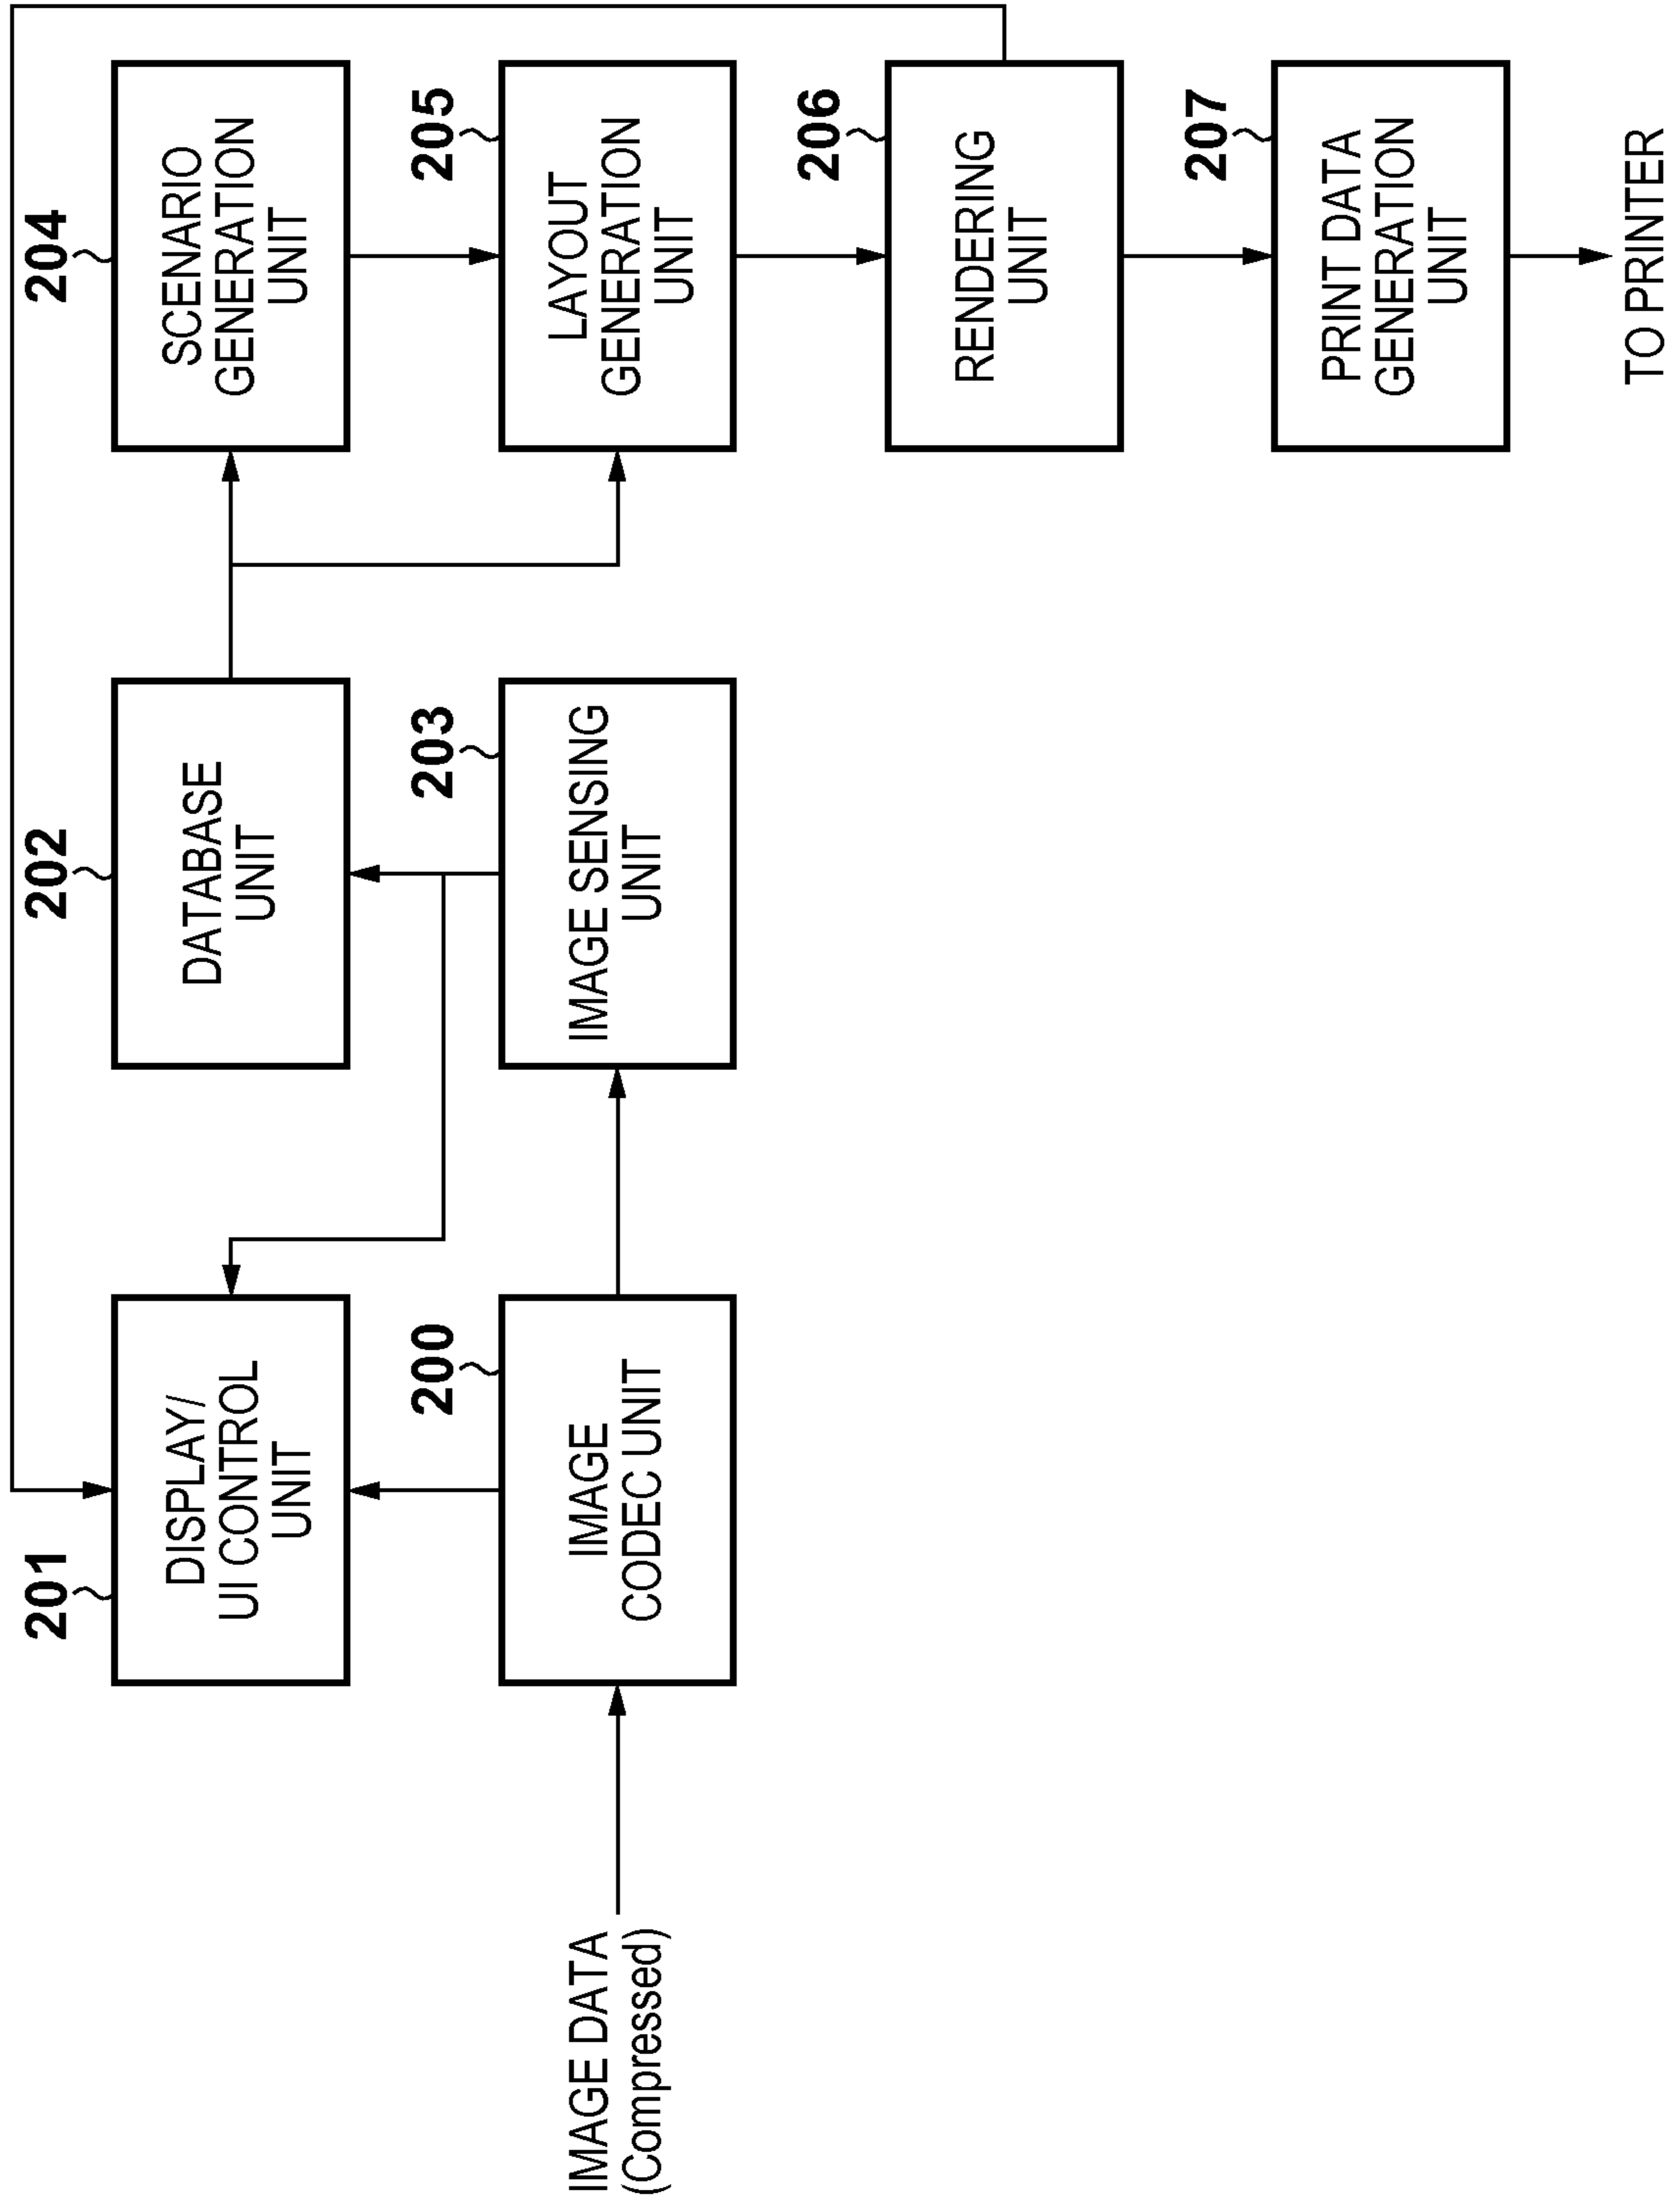 201
DISPLAY/
UI CONTROL
UNIT
202
DATABASE
UNIT
204
SCENARIO
GENERATION
UNIT
200
IMAGE
CODEC UNIT
203
IMAGE SENSING
UNIT
205
LAYOUT
GENERATION
UNIT
IMAGE DATA
(Compressed)
206
RENDERING
UNIT
207
PRINT DATA
GENERATION
UNIT
TO PRINTER